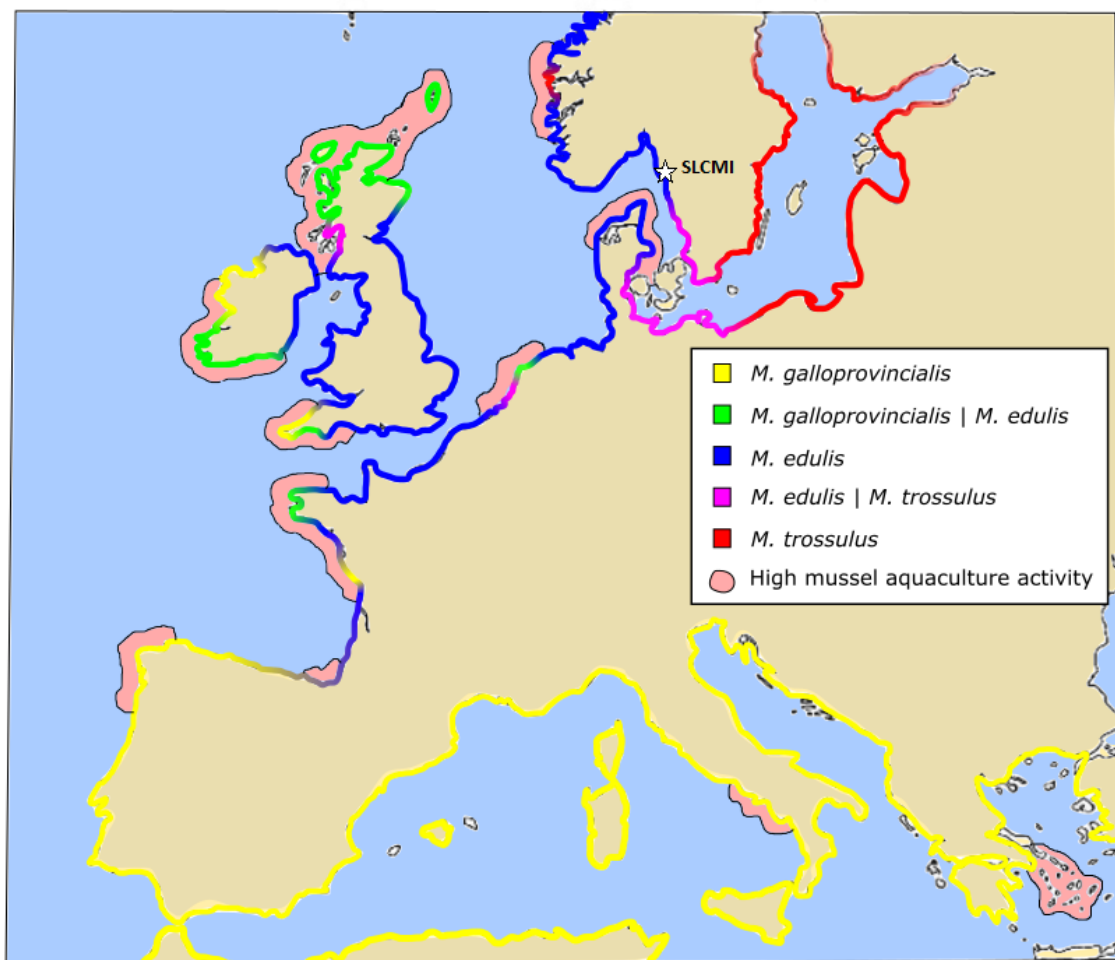 SLCMI
M. galloprovincialis
M. galloprovincialis | M. edulis
M. edulis
M. edulis | M. trossulus
M. trossulus
High mussel aquaculture activity